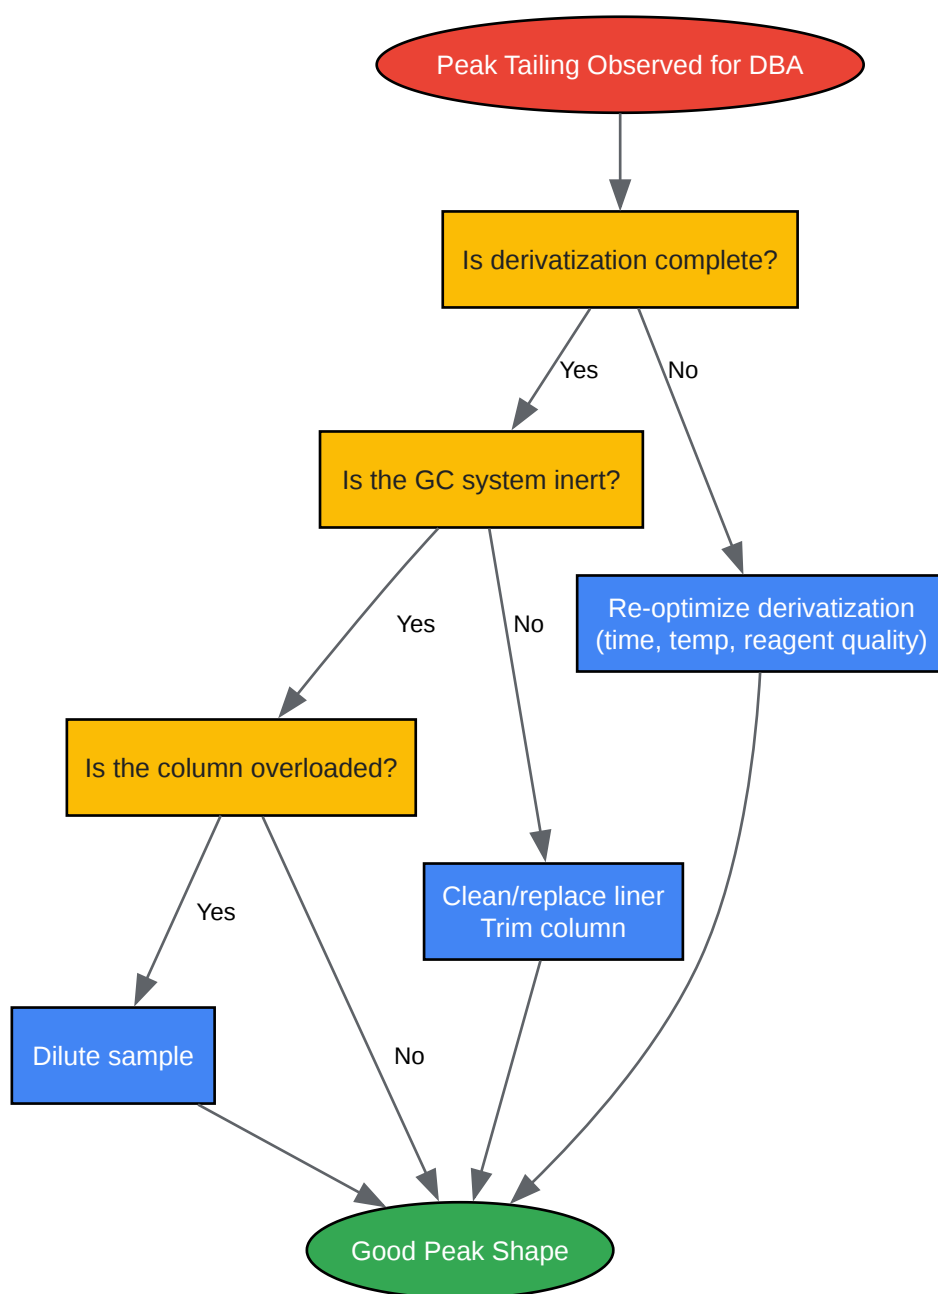 Peak Tailing Observed for DBA
Is derivatization complete?
Yes
No
Is the GC system inert?
Re-optimize derivatization
(time, temp, reagent quality)
Yes
No
Is the column overloaded?
Clean/replace liner
Trim column
Yes
Dilute sample
No
Good Peak Shape